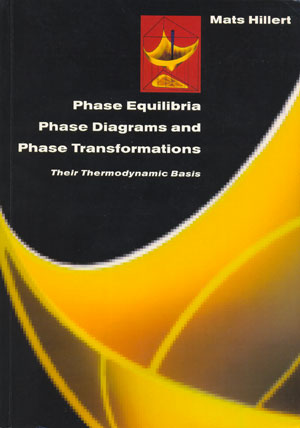 Mats Hillert
Phase Equilibria
Phase Diagrams and
Phase Transformations
Their Thermodynamic Basis